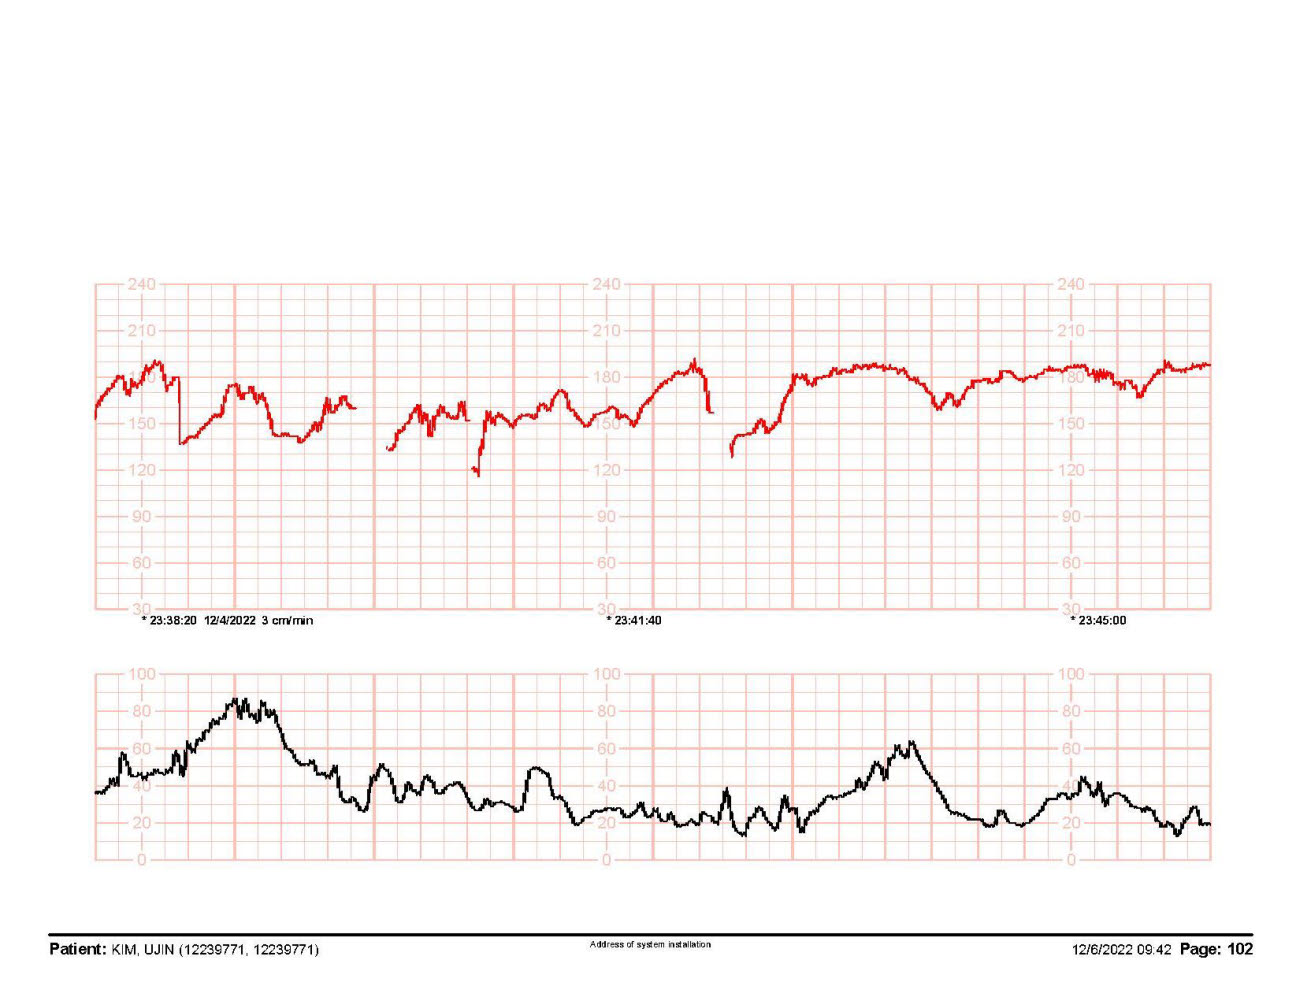 240 240 240
210 210 210
180 180 180
150 150 150
120 120 120
90 90 90
60 60 60
30 30 30
* 23:38:20 12/4/2022 3 cm/min * 23:41:40 * 23:45:00
100 100 100
80 80 80
60 60 60
40 40 40
20 20 20
0 0 0
Patient: KIM, UJIN (12239771, 12239771) Address of system installation 12/6/2022 09:42 Page: 102